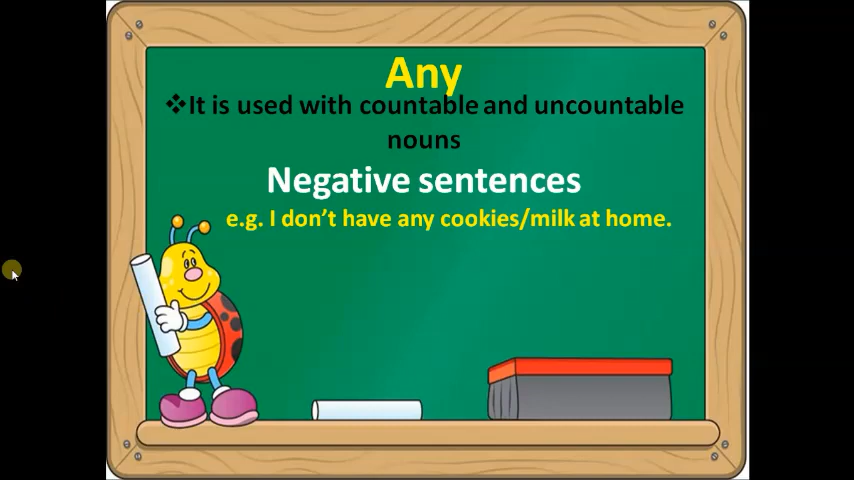 Any
❖It is used with countable and uncountable
nouns
Negative sentences
e.g. I don't have any cookies/milk at home.